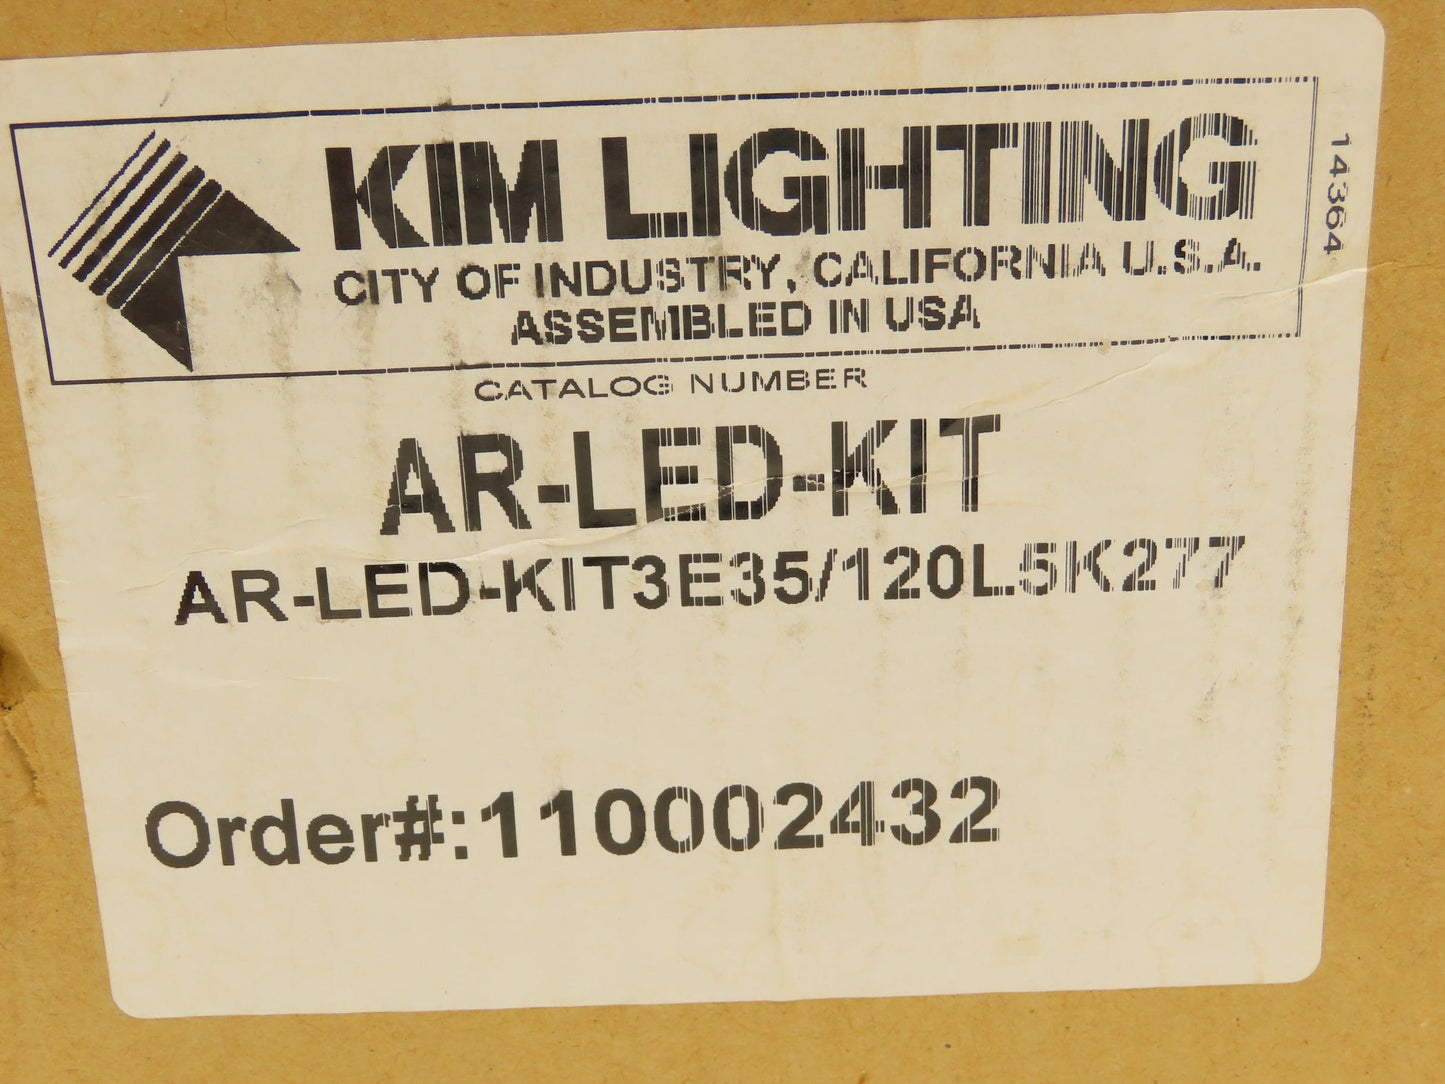 KIM LIGHTING
CITY OF INDUSTRY, CALIFORNIA U.S.A.
ASSEMBLED IN USA
14364
CATALOG NUMBER
AR-LED-KIT
AR-LED-KIT3E35/120L5K277
Order#:110002432